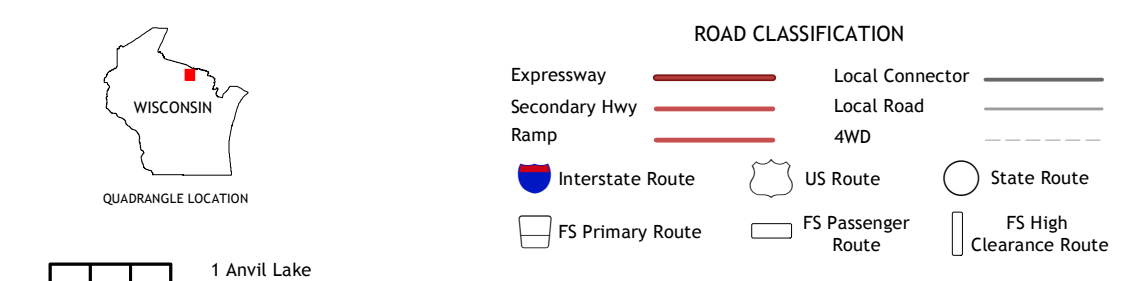 WISCONSIN
QUADRANGLE LOCATION
1 Anvil Lake
ROAD CLASSIFICATION
Expressway
Local Connector
Secondary Hwy
Local Road
Ramp
4WD
Interstate Route
US Route
State Route
FS Primary Route
FS Passenger
Route
FS High
Clearance Route